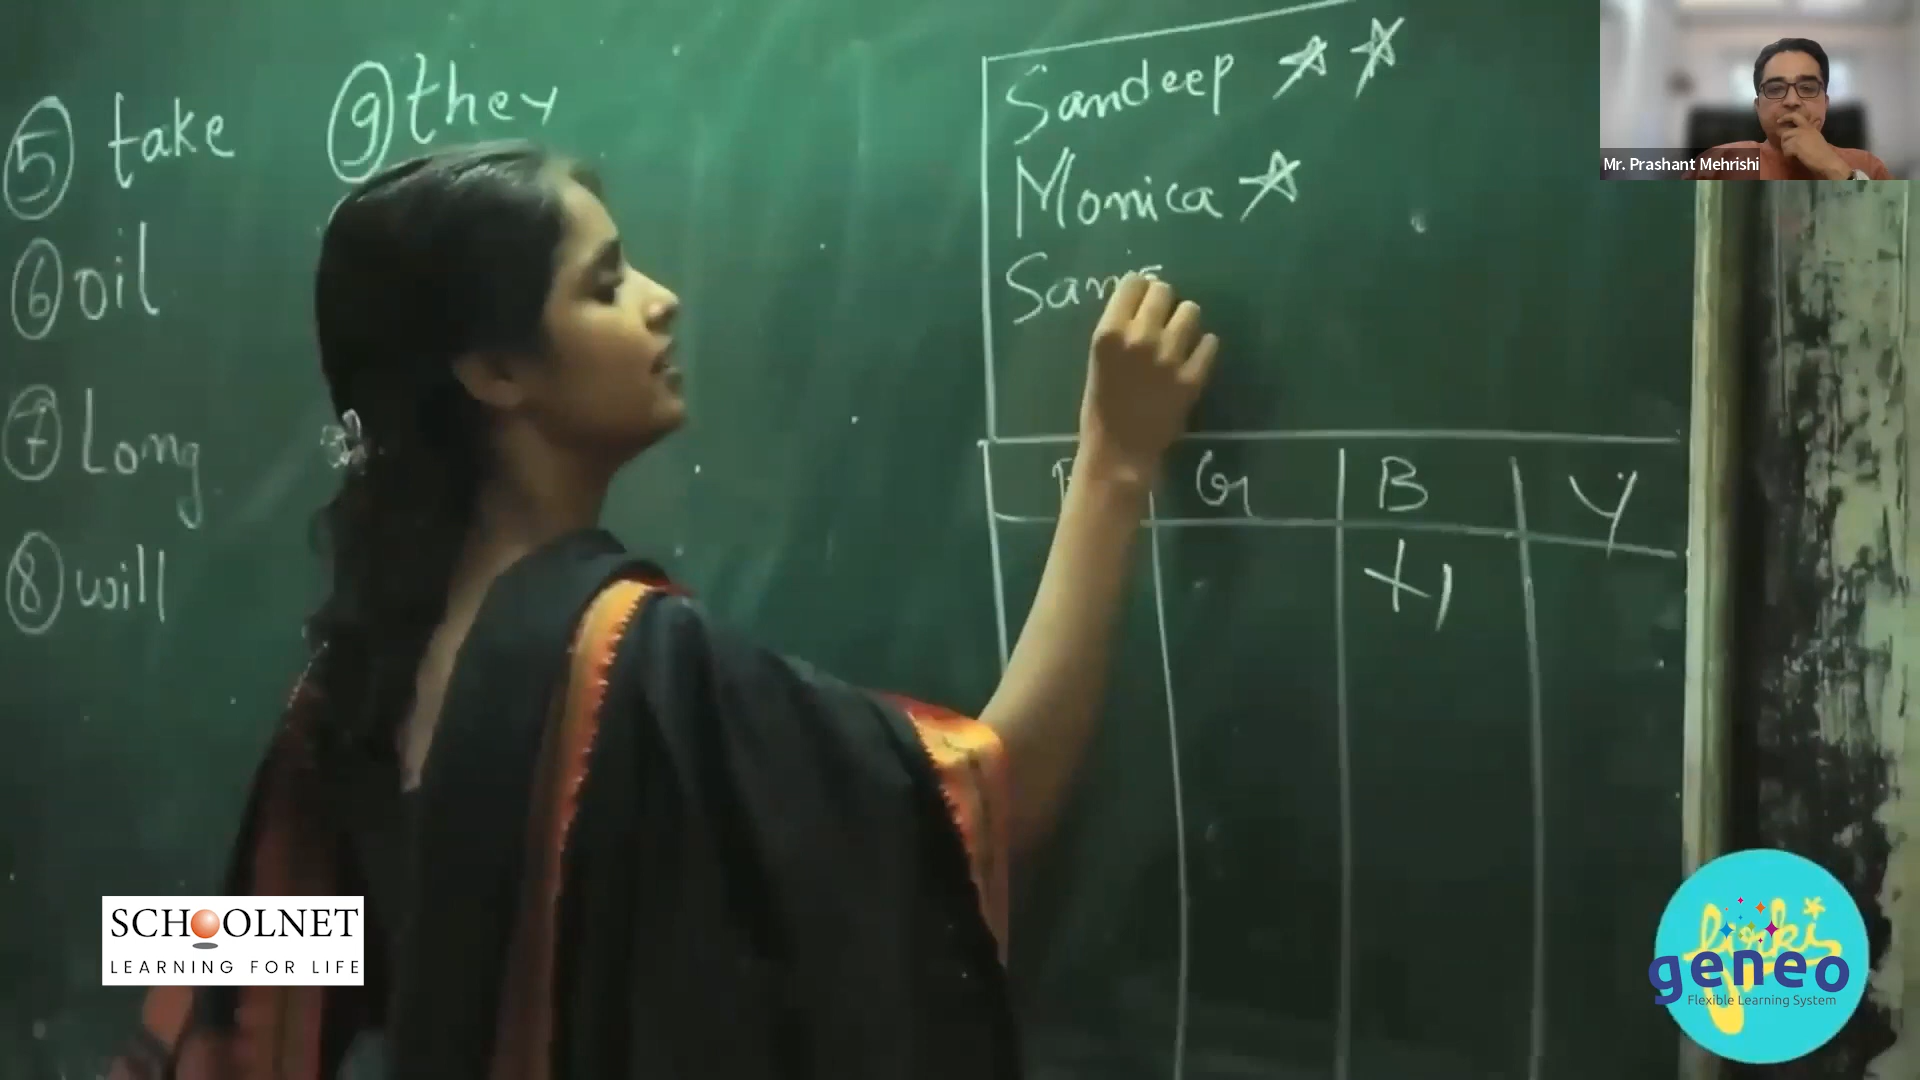 5 take
6 oil
7 Long
8 will
9 they
Sandeep
Monica
G B Y
+1
Mr. Prashant Mehrishi
SCHOOLNET
LEARNING FOR LIFE
firki
geneo
Flexible Learning System